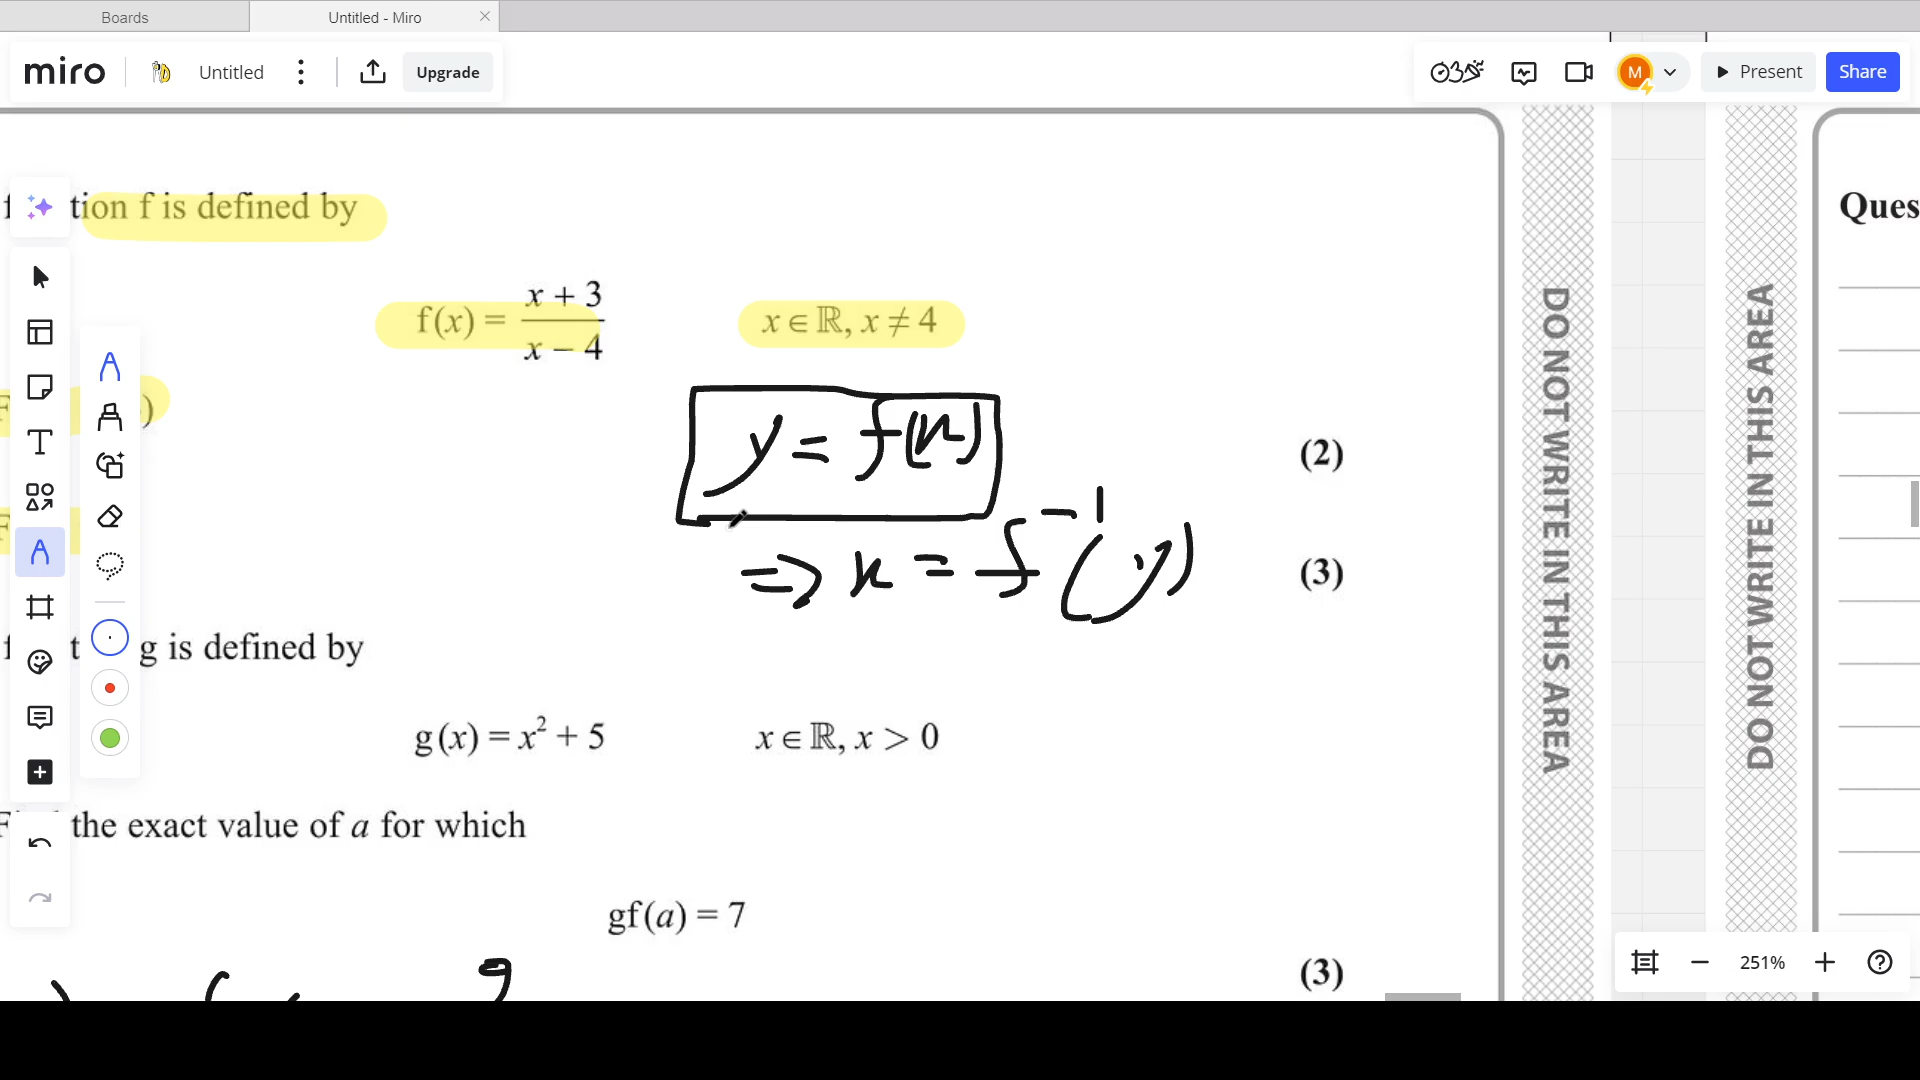 Boards
Untitled - Miro
miro
Untitled
Upgrade
M
Present
Share
tion f is defined by
f(x) = x + 3 / x − 4
x ∈ ℝ, x ≠ 4
)
y = f(x)
(2)
⇒ x = f⁻¹(y)
(3)
g is defined by
g(x) = x² + 5
x ∈ ℝ, x > 0
the exact value of a for which
gf(a) = 7
(3)
DO NOT WRITE IN THIS AREA
DO NOT WRITE IN THIS AREA
Ques
251%